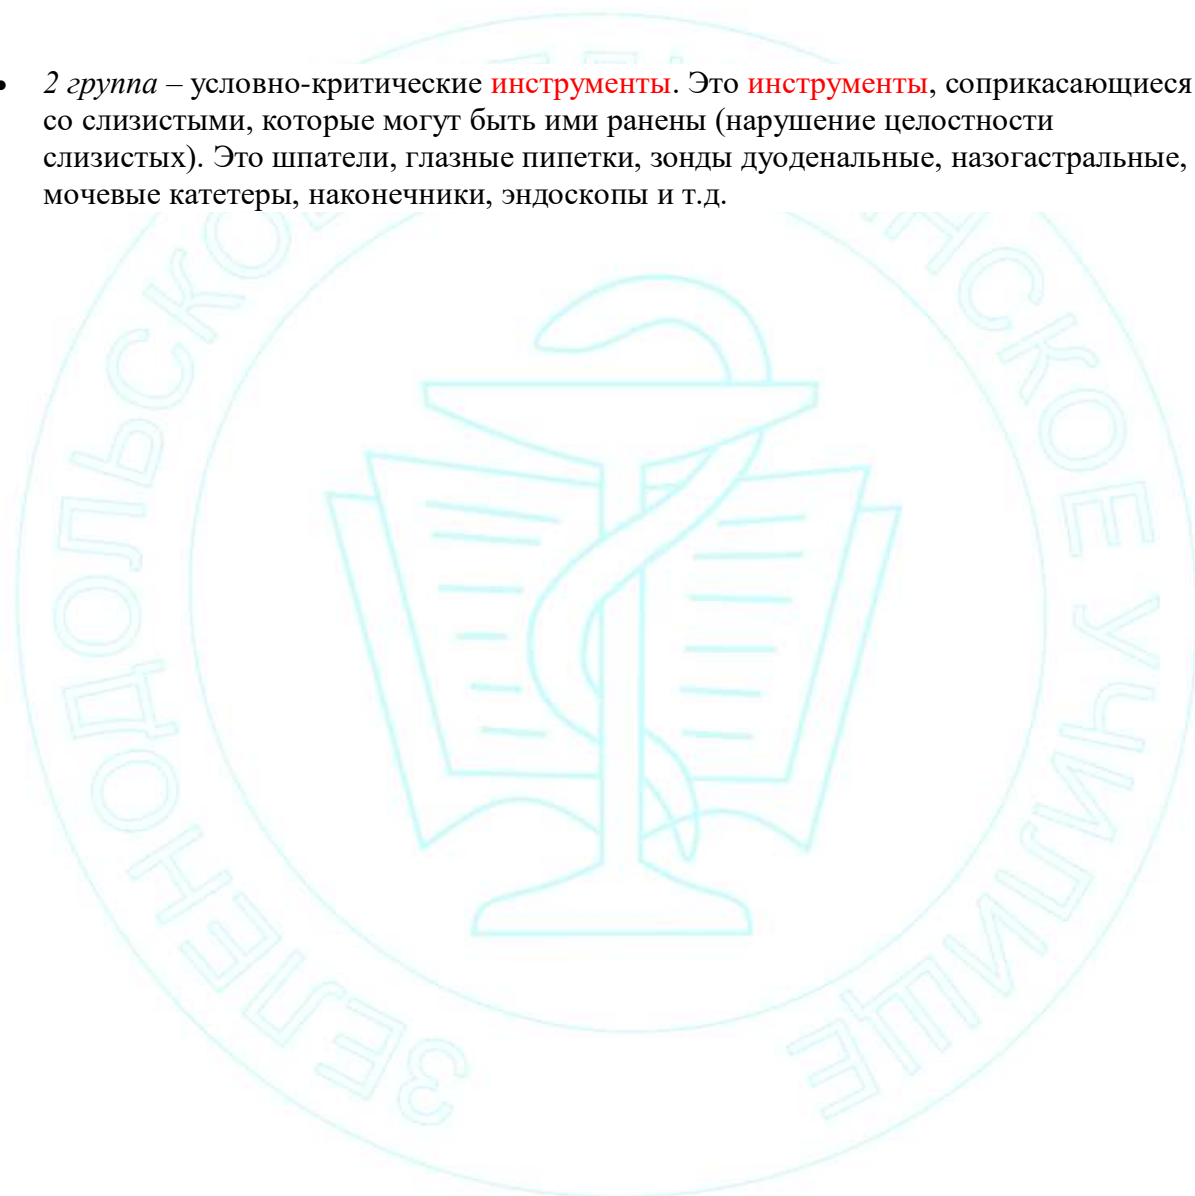 • 2 группа – условно-критические инструменты. Это инструменты, соприкасающиеся
со слизистыми, которые могут быть ими ранены (нарушение целостности
слизистых). Это шпатели, глазные пипетки, зонды дуоденальные, назогастральные,
мочевые катетеры, наконечники, эндоскопы и т.д.
ЗЕЛЕНОДОЛЬСКОЕ
УЧИЛИЩЕ